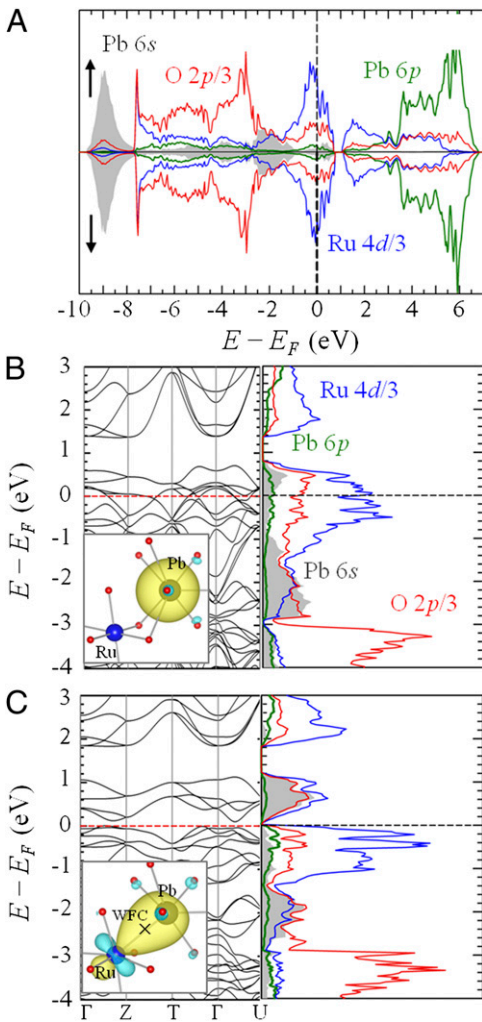 A
Pb 6s
O 2p/3
Pb 6p
Ru 4d/3
-10 -8 -6 -4 -2 0 2 4 6
E – E_F (eV)
B
3
2
1
0
-1
-2
-3
-4
E – E_F (eV)
Pb
Ru
Ru 4d/3
Pb 6p
Pb 6s
O 2p/3
C
3
2
1
0
-1
-2
-3
-4
E – E_F (eV)
Pb
WFC
Ru
Γ Z T Γ U